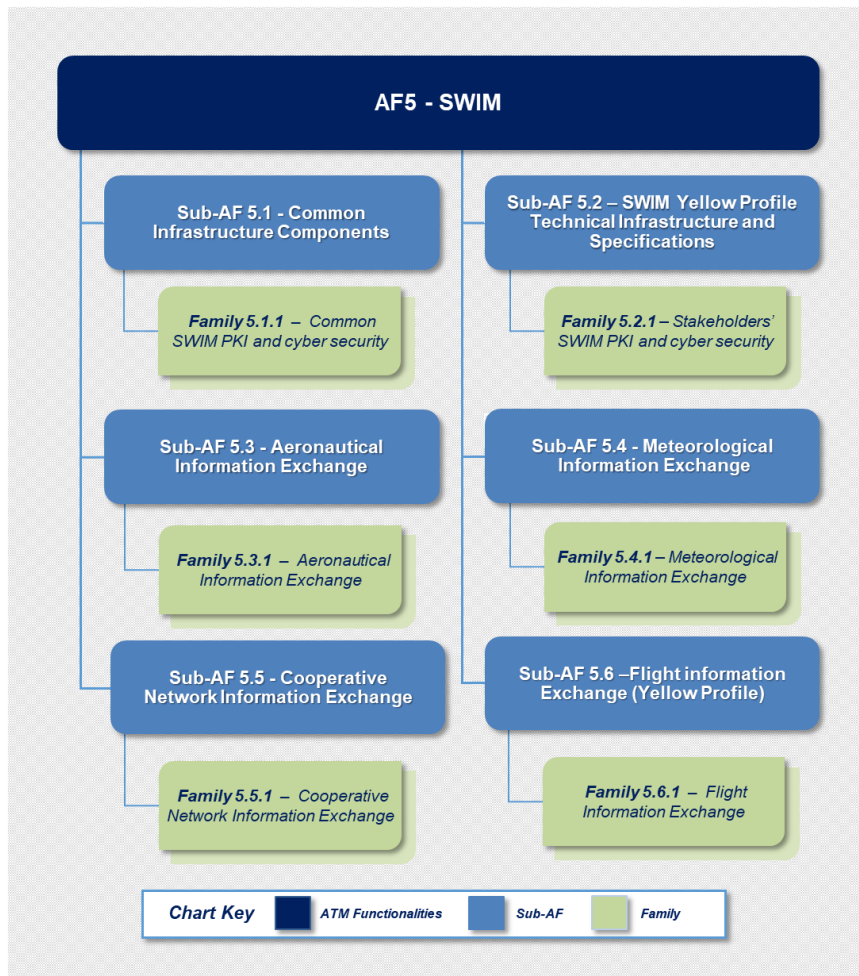 AF5 - SWIM
Sub-AF 5.1 - Common
Infrastructure Components
Sub-AF 5.2 – SWIM Yellow Profile
Technical Infrastructure and
Specifications
Family 5.1.1 – Common
SWIM PKI and cyber security
Family 5.2.1 – Stakeholders'
SWIM PKI and cyber security
Sub-AF 5.3 - Aeronautical
Information Exchange
Sub-AF 5.4 - Meteorological
Information Exchange
Family 5.3.1 – Aeronautical
Information Exchange
Family 5.4.1 – Meteorological
Information Exchange
Sub-AF 5.5 - Cooperative
Network Information Exchange
Sub-AF 5.6 –Flight information
Exchange (Yellow Profile)
Family 5.5.1 – Cooperative
Network Information Exchange
Family 5.6.1 – Flight
Information Exchange
Chart Key
ATM Functionalities
Sub-AF
Family